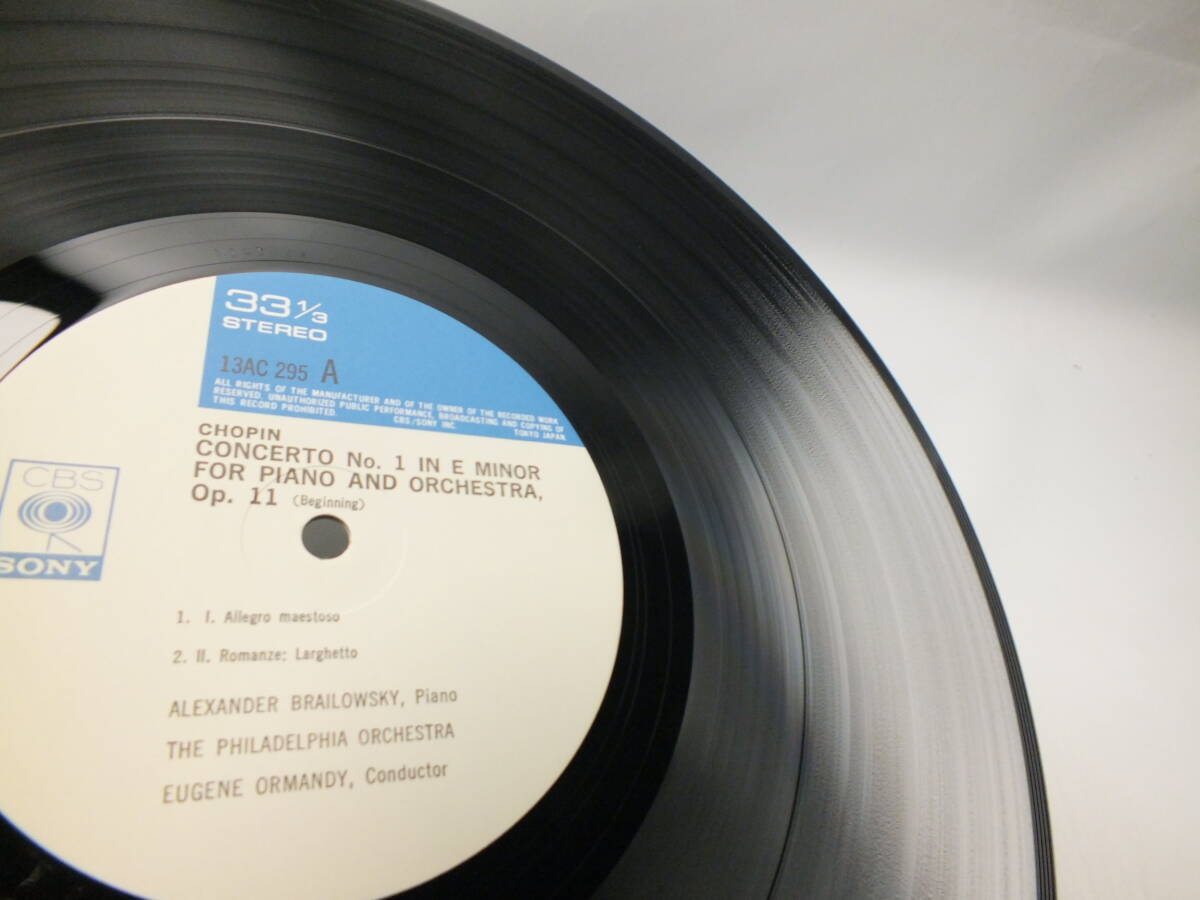 33 1/3
STEREO
13AC 295 A
ALL RIGHTS OF THE MANUFACTURER AND OF THE OWNER OF THE RECORDED WORK
RESERVED. UNAUTHORIZED PUBLIC PERFORMANCE, BROADCASTING AND COPYING OF
THIS RECORD PROHIBITED. CBS/SONY INC. TOKYO JAPAN
CHOPIN
CONCERTO No. 1 IN E MINOR
FOR PIANO AND ORCHESTRA,
Op. 11 (Beginning)
CBS
SONY
1. I. Allegro maestoso
2. II. Romanze: Larghetto
ALEXANDER BRAILOWSKY, Piano
THE PHILADELPHIA ORCHESTRA
EUGENE ORMANDY, Conductor